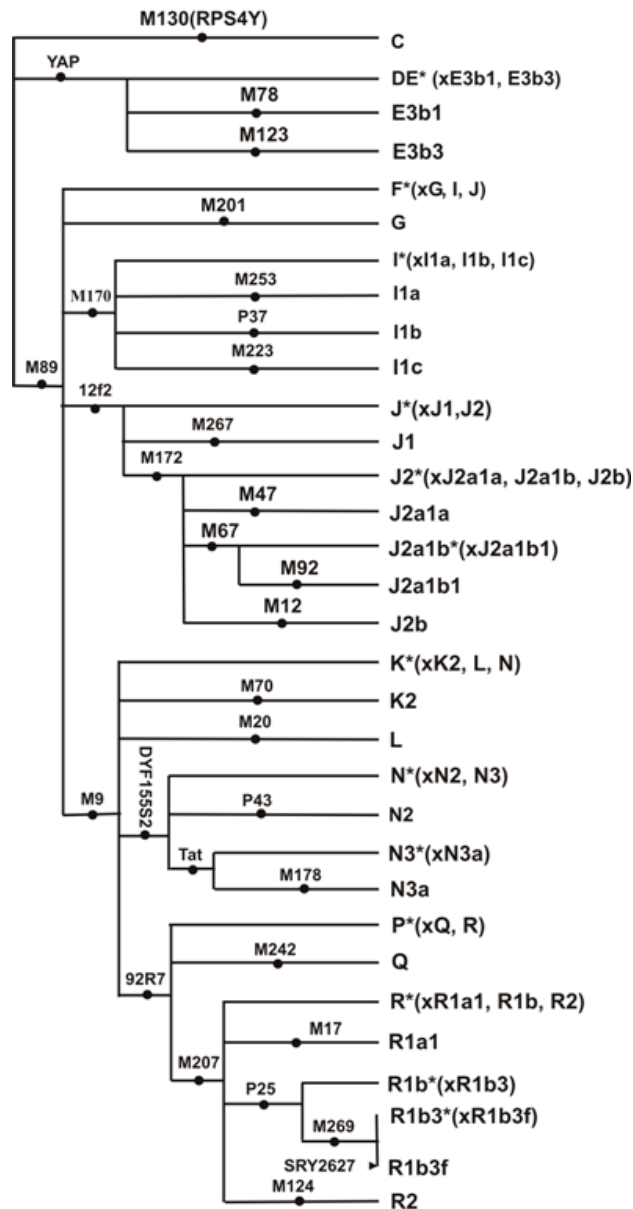 M130(RPS4Y)
C
YAP
DE* (xE3b1, E3b3)
M78
E3b1
M123
E3b3
F*(xG, I, J)
M201
G
I*(xI1a, I1b, I1c)
M253
I1a
M170
P37
I1b
M223
I1c
M89
12f2
J*(xJ1,J2)
M267
J1
M172
J2*(xJ2a1a, J2a1b, J2b)
M47
J2a1a
M67
J2a1b*(xJ2a1b1)
M92
J2a1b1
M12
J2b
K*(xK2, L, N)
M70
K2
M20
L
DYF155S2
N*(xN2, N3)
M9
P43
N2
Tat
N3*(xN3a)
M178
N3a
P*(xQ, R)
M242
Q
92R7
R*(xR1a1, R1b, R2)
M17
R1a1
M207
P25
R1b*(xR1b3)
R1b3*(xR1b3f)
M269
SRY2627
R1b3f
M124
R2